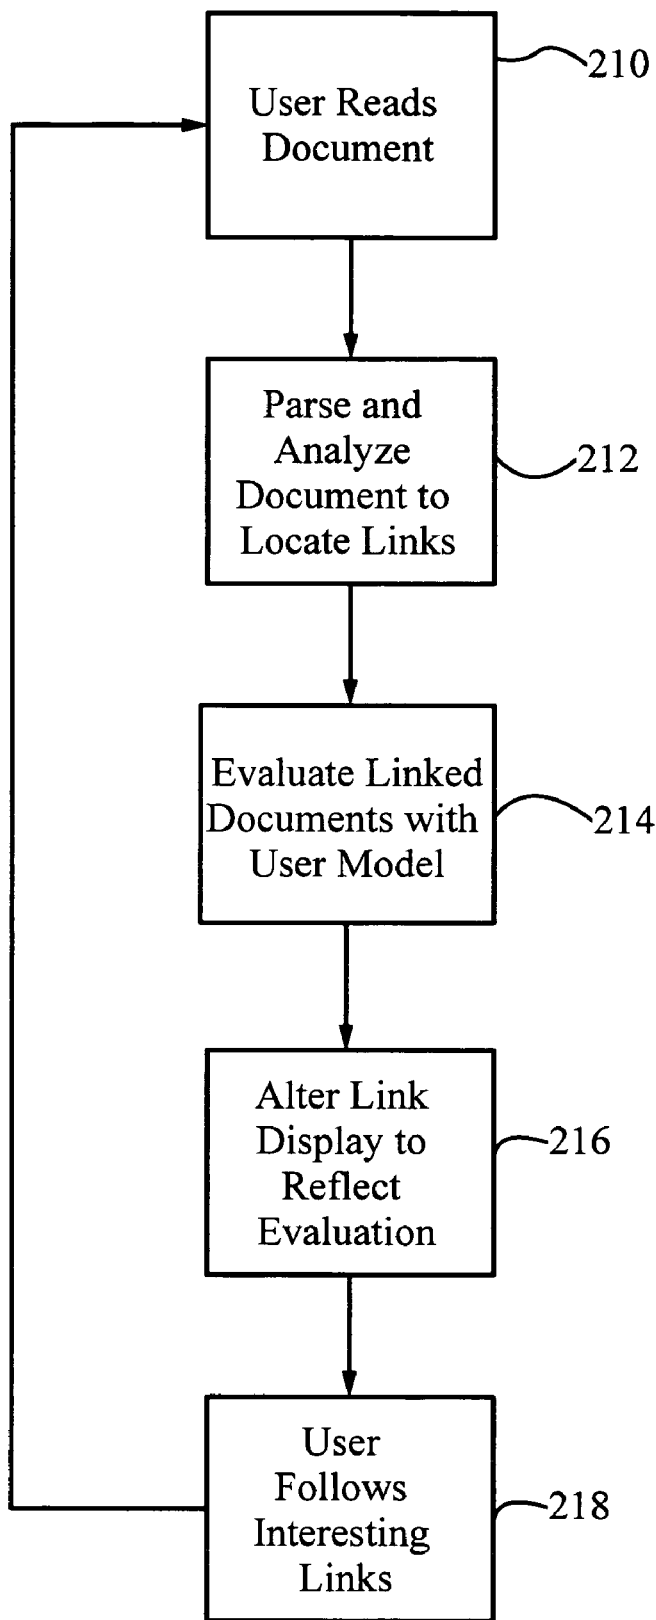 User Reads
Document
210
Parse and
Analyze
Document to
Locate Links
212
Evaluate Linked
Documents with
User Model
214
Alter Link
Display to
Reflect
Evaluation
216
User
Follows
Interesting
Links
218